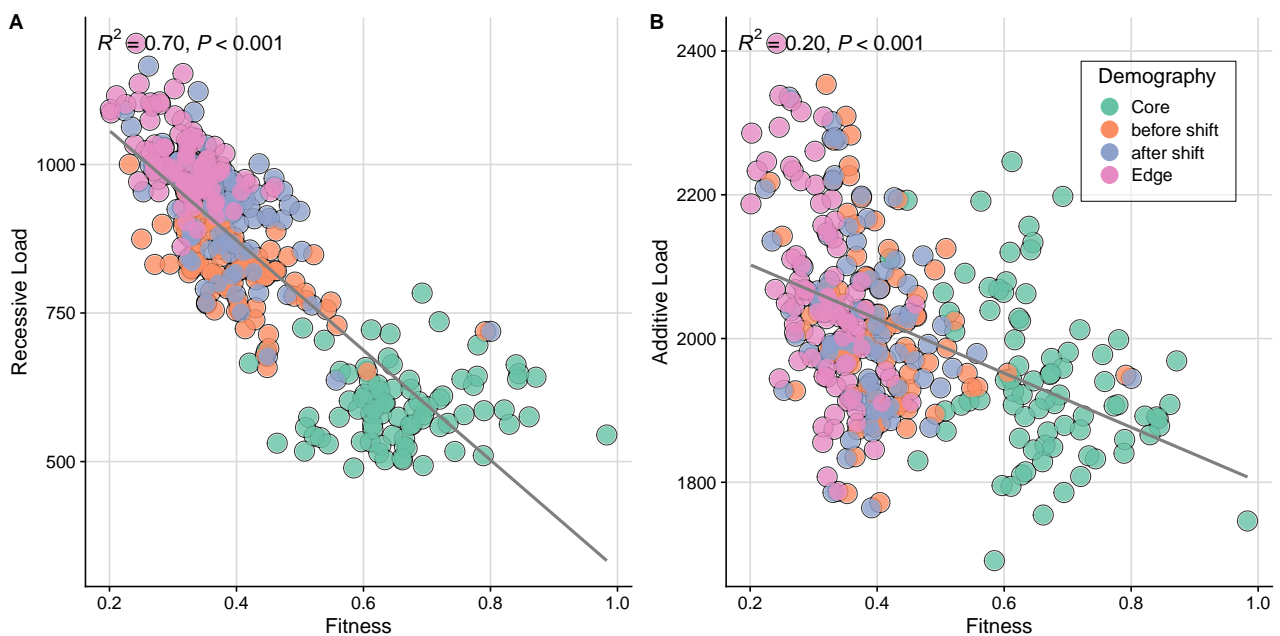 A
R² = 0.70, P < 0.001
Recessive Load
1000
750
500
0.2 0.4 0.6 0.8 1.0
Fitness
B
R² = 0.20, P < 0.001
Additive Load
2400
2200
2000
1800
Demography
Core
before shift
after shift
Edge
0.2 0.4 0.6 0.8 1.0
Fitness